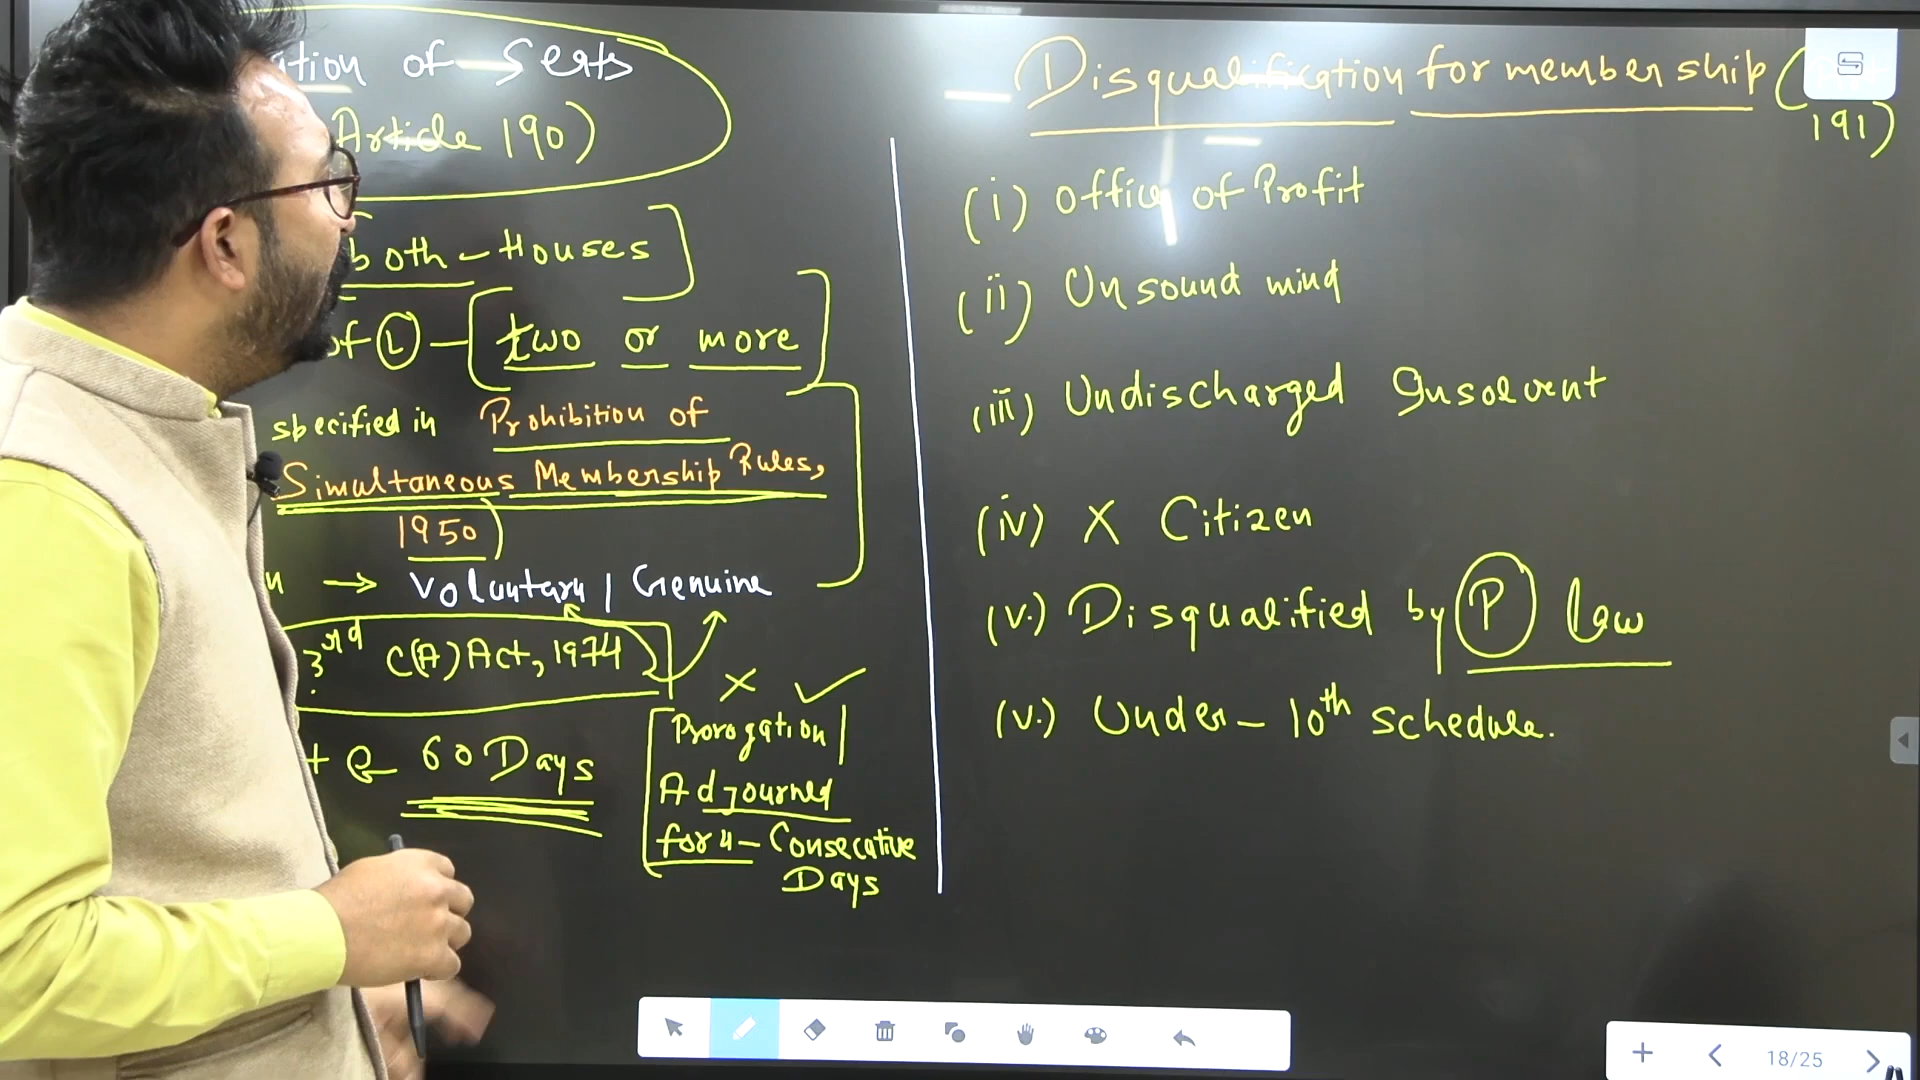 of Seats
Article 190)
both - Houses
of L - [two or more]
specified in Prohibition of
Simultaneous Membership Rules,
1950)
→ Voluntary / Genuine
3rd C(A) Act, 1974
X ✓
60 Days
Prorogation /
Adjourned
for 4 - Consecutive
Days
Disqualification for membership (
191)
(i) Office of Profit
(ii) Unsound mind
(iii) Undischarged Insolvent
(iv) X Citizen
(v.) Disqualified by P law
(v.) Under - 10th schedule.
18/25